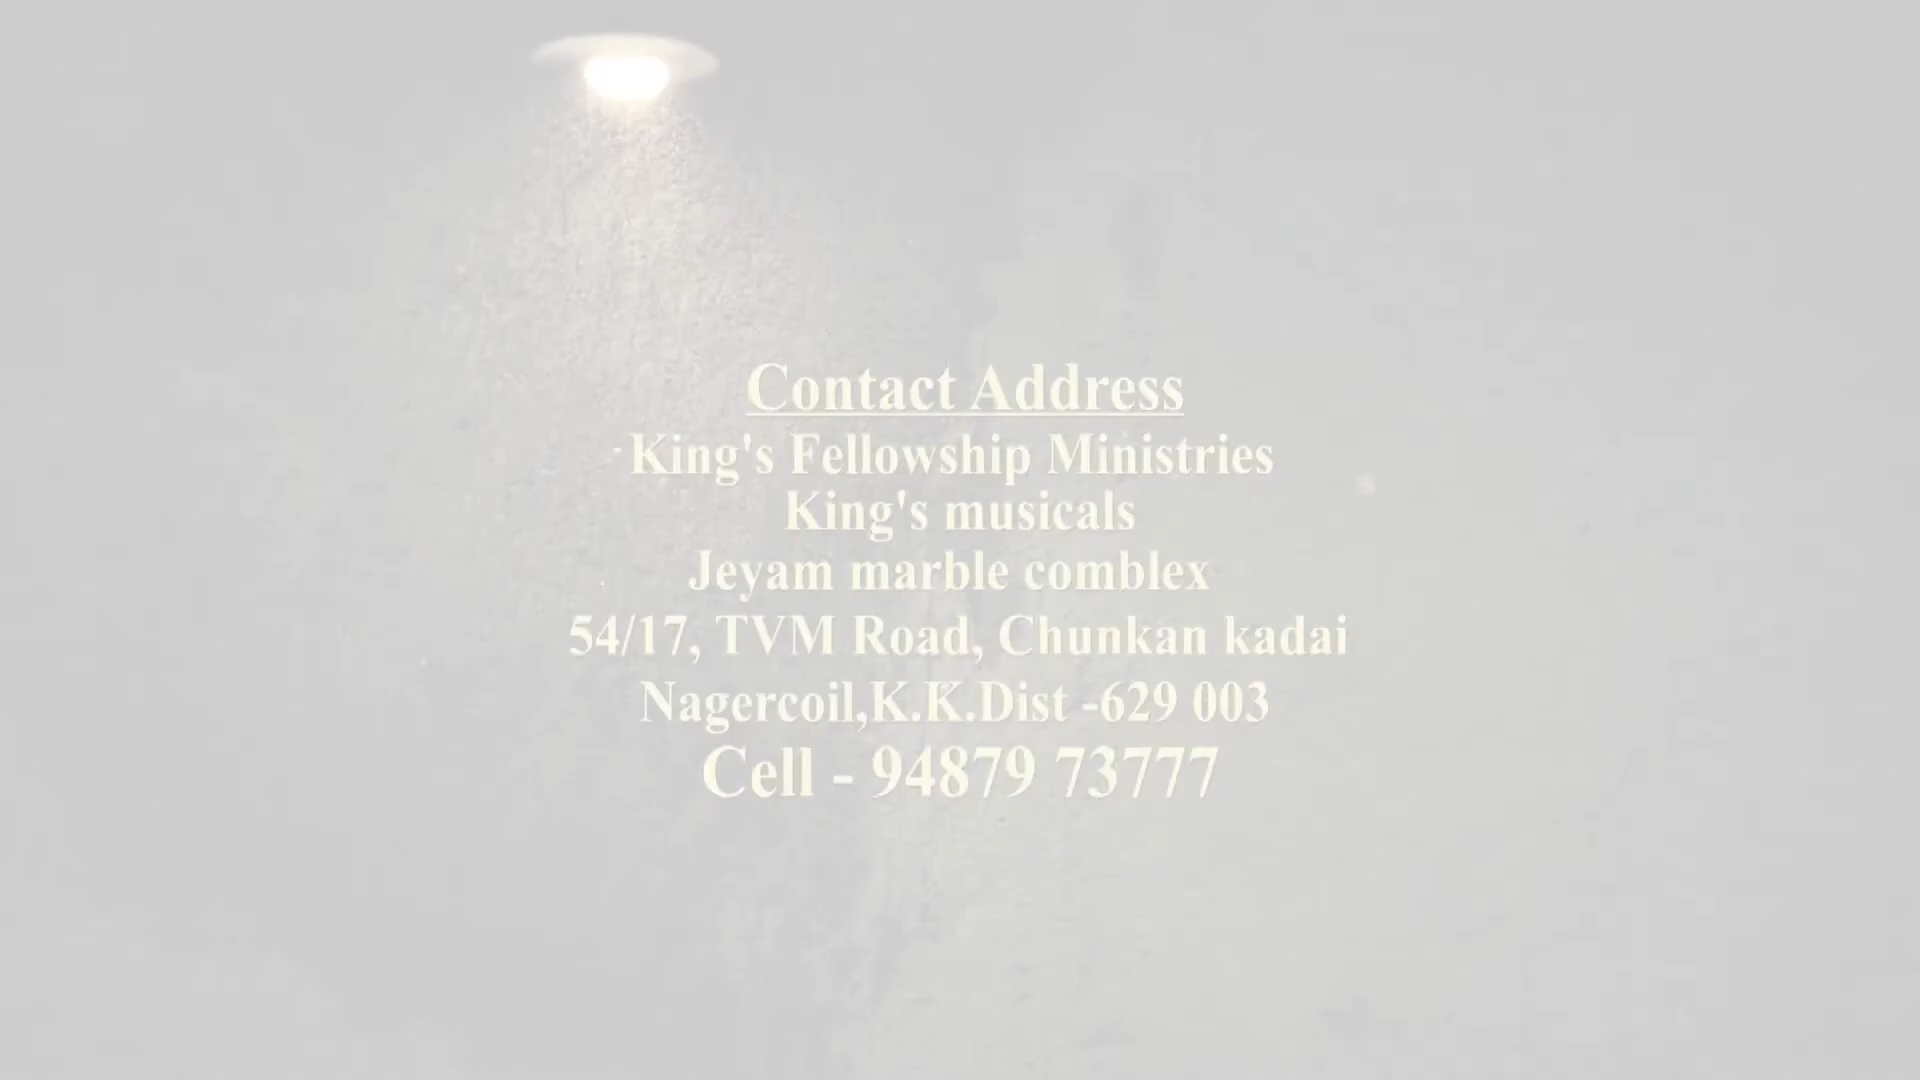 Contact Address
King's Fellowship Ministries
King's musicals
Jeyam marble comblex
54/17, TVM Road, Chunkan kadai
Nagercoil,K.K.Dist -629 003
Cell - 94879 73777